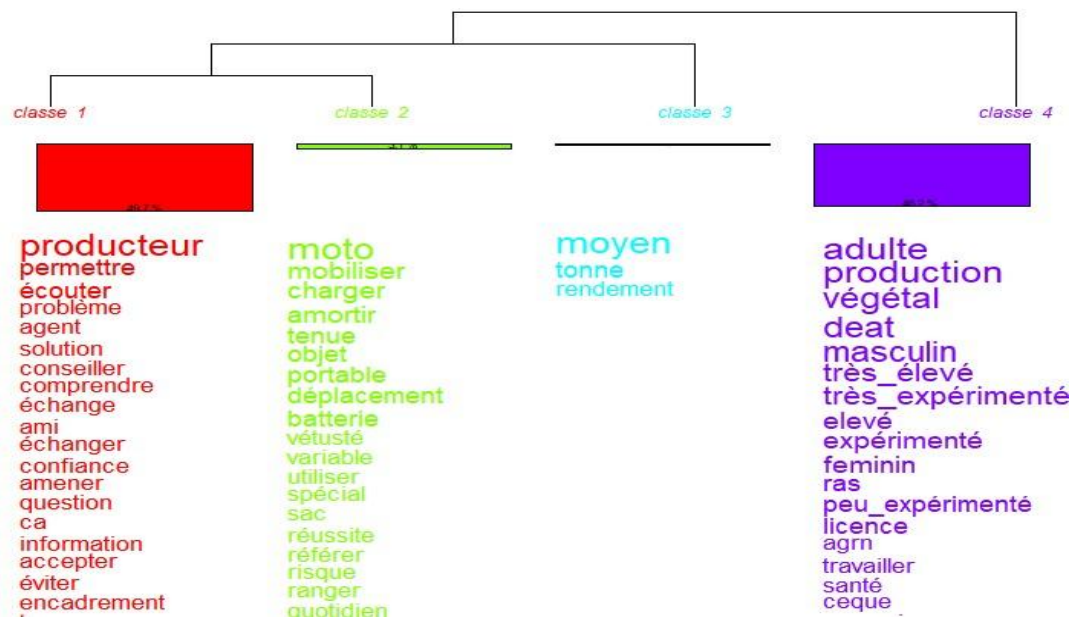 classe 1
classe 2
classe 3
classe 4
49.7 %
producteur
permettre
écouter
problème
agent
solution
conseiller
comprendre
échange
ami
échanger
confiance
amener
question
ca
information
accepter
éviter
encadrement
moto
mobiliser
charger
amortir
tenue
objet
portable
déplacement
batterie
vétusté
variable
utiliser
spécial
sac
réussite
référer
risque
ranger
quotidien
moyen
tonne
rendement
adulte
production
végétal
deat
masculin
très_élevé
très_expérimenté
elevé
expérimenté
feminin
ras
peu_expérimenté
licence
agrn
travailler
santé
ceque